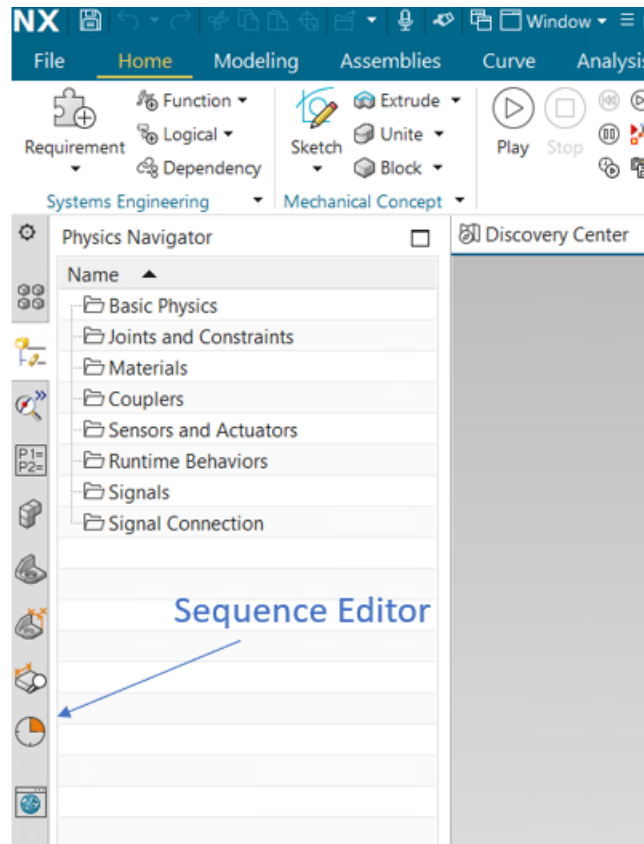 NX Window
File Home Modeling Assemblies Curve Analysis
Function Extrude
Requirement Logical Sketch Unite Play Stop
Dependency Block
Systems Engineering Mechanical Concept
Physics Navigator Discovery Center
Name
Basic Physics
Joints and Constraints
Materials
Couplers
Sensors and Actuators
P1=
P2=
Runtime Behaviors
Signals
Signal Connection
Sequence Editor